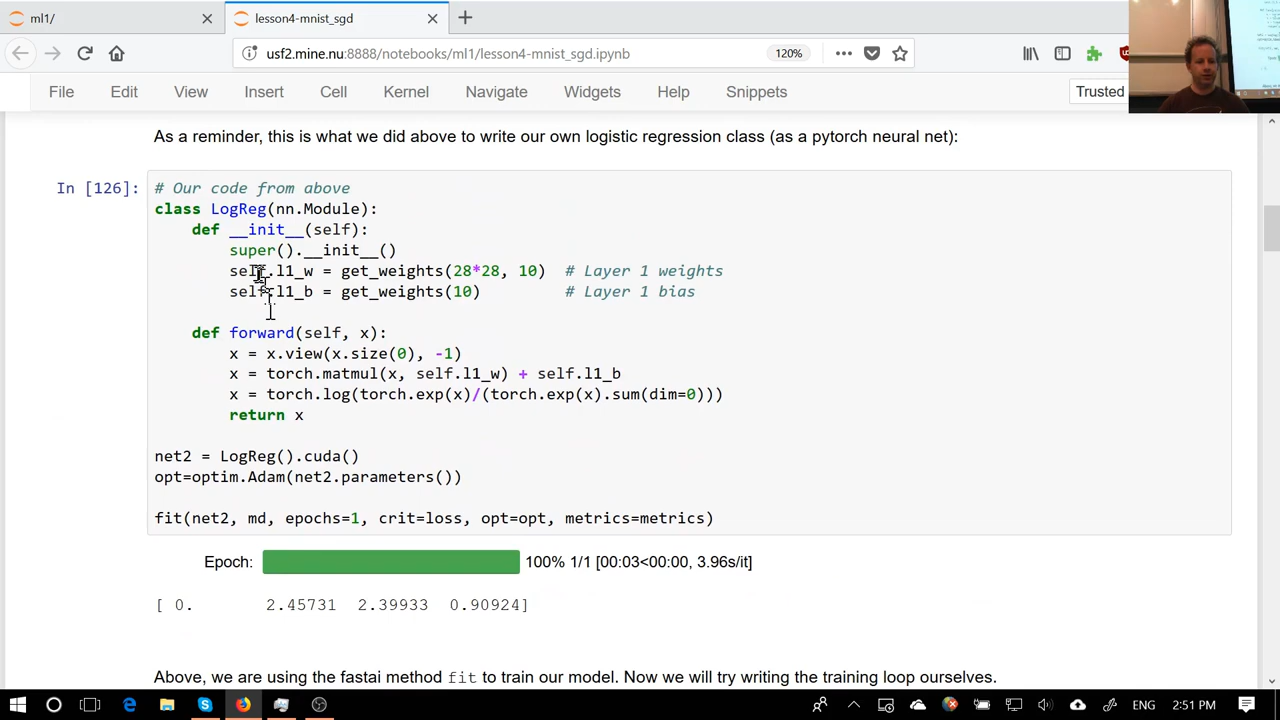 ml1/
lesson4-mnist_sgd
usf2.mine.nu:8888/notebooks/ml1/lesson4-mnist_sgd.ipynb
120%
File Edit View Insert Cell Kernel Navigate Widgets Help Snippets Trusted
As a reminder, this is what we did above to write our own logistic regression class (as a pytorch neural net):
In [126]:
# Our code from above
class LogReg(nn.Module):
def __init__(self):
super().__init__()
self.l1_w = get_weights(28*28, 10) # Layer 1 weights
self.l1_b = get_weights(10) # Layer 1 bias
def forward(self, x):
x = x.view(x.size(0), -1)
x = torch.matmul(x, self.l1_w) + self.l1_b
x = torch.log(torch.exp(x)/(torch.exp(x).sum(dim=0)))
return x
net2 = LogReg().cuda()
opt=optim.Adam(net2.parameters())
fit(net2, md, epochs=1, crit=loss, opt=opt, metrics=metrics)
Epoch: 100% 1/1 [00:03<00:00, 3.96s/it]
[ 0. 2.45731 2.39933 0.90924]
Above, we are using the fastai method fit to train our model. Now we will try writing the training loop ourselves.
ENG 2:51 PM